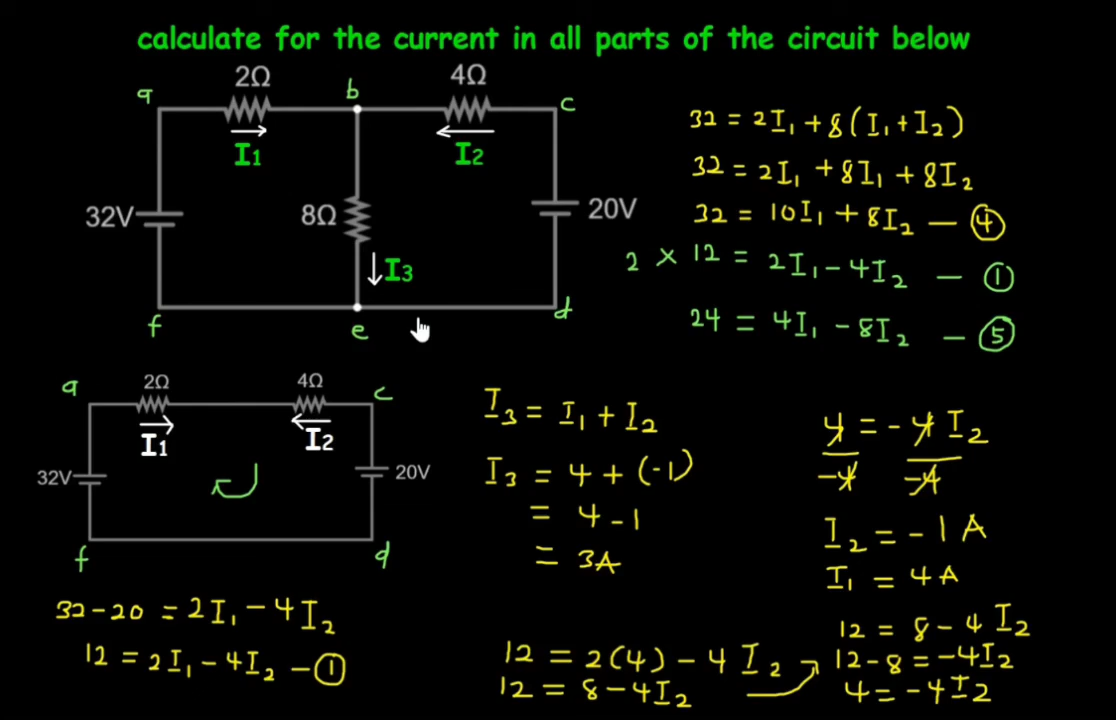 calculate for the current in all parts of the circuit below
a 2Ω b 4Ω c
I1 I2
32V 8Ω 20V
I3
f e d
32 = 2I₁ + 8(I₁+I₂)
32 = 2I₁ + 8I₁ + 8I₂
32 = 10I₁ + 8I₂ — ④
2 × 12 = 2I₁ - 4I₂ — ①
24 = 4I₁ - 8I₂ — ⑤
a 2Ω 4Ω c
I1 I2
32V 20V
f d
32-20 = 2I₁ - 4I₂
12 = 2I₁ - 4I₂ - ①
I₃ = I₁ + I₂
I₃ = 4 + (-1)
= 4 - 1
= 3A
12 = 2(4) - 4I₂
12 = 8 - 4I₂
4 = -4I₂
-4 -4
I₂ = -1A
I₁ = 4A
12 = 8 - 4I₂
12-8 = -4I₂
4 = -4I₂